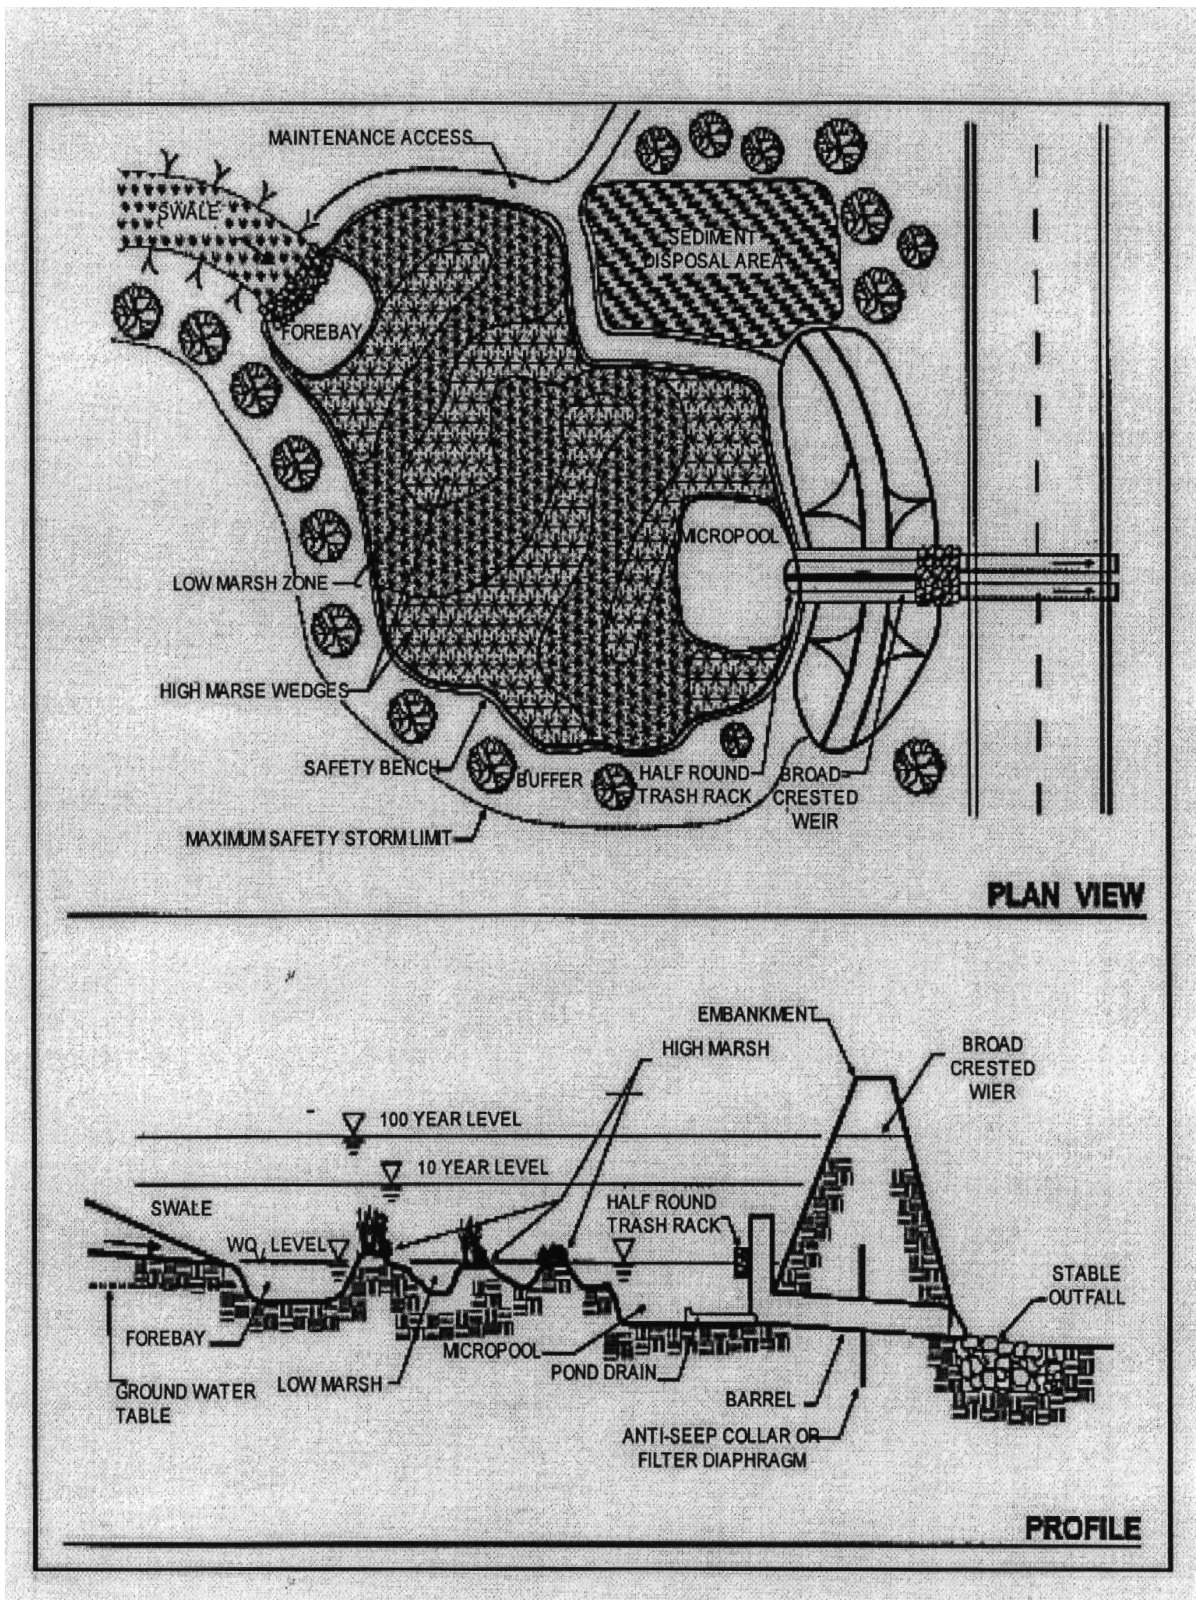 MAINTENANCE ACCESS
SWALE
SEDIMENT
DISPOSAL AREA
FOREBAY
MICROPOOL
LOW MARSH ZONE
HIGH MARSE WEDGES
SAFETY BENCH
BUFFER
HALF ROUND
TRASH RACK
BROAD
CRESTED
WEIR
MAXIMUM SAFETY STORM LIMIT
PLAN VIEW
EMBANKMENT
HIGH MARSH
BROAD
CRESTED
WIER
100 YEAR LEVEL
10 YEAR LEVEL
SWALE
HALF ROUND
TRASH RACK
WQ LEVEL
STABLE
OUTFALL
FOREBAY
MICROPOOL
POND DRAIN
LOW MARSH
GROUND WATER
TABLE
BARREL
ANTI-SEEP COLLAR OR
FILTER DIAPHRAGM
PROFILE